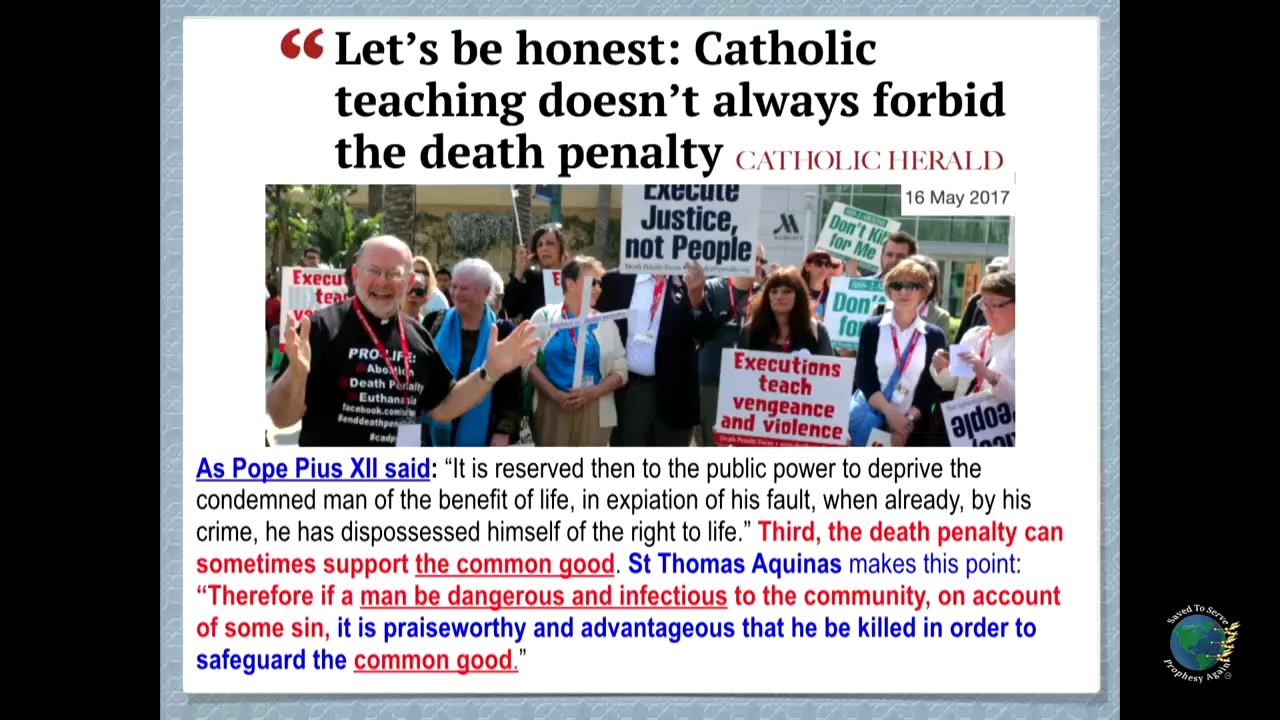 “ Let’s be honest: Catholic
teaching doesn’t always forbid
the death penalty CATHOLIC HERALD
16 May 2017
Execute
Justice,
not People
Don't
for Me
Don't
Execu
PRO-LIFE:
Abortion
Death Penalty
Euthanasia
Executions
teach
vengeance
and violence
People
As Pope Pius XII said: “It is reserved then to the public power to deprive the
condemned man of the benefit of life, in expiation of his fault, when already, by his
crime, he has dispossessed himself of the right to life.” Third, the death penalty can
sometimes support the common good. St Thomas Aquinas makes this point:
“Therefore if a man be dangerous and infectious to the community, on account
of some sin, it is praiseworthy and advantageous that he be killed in order to
safeguard the common good.”
Saved To Serve
Prophesy Again